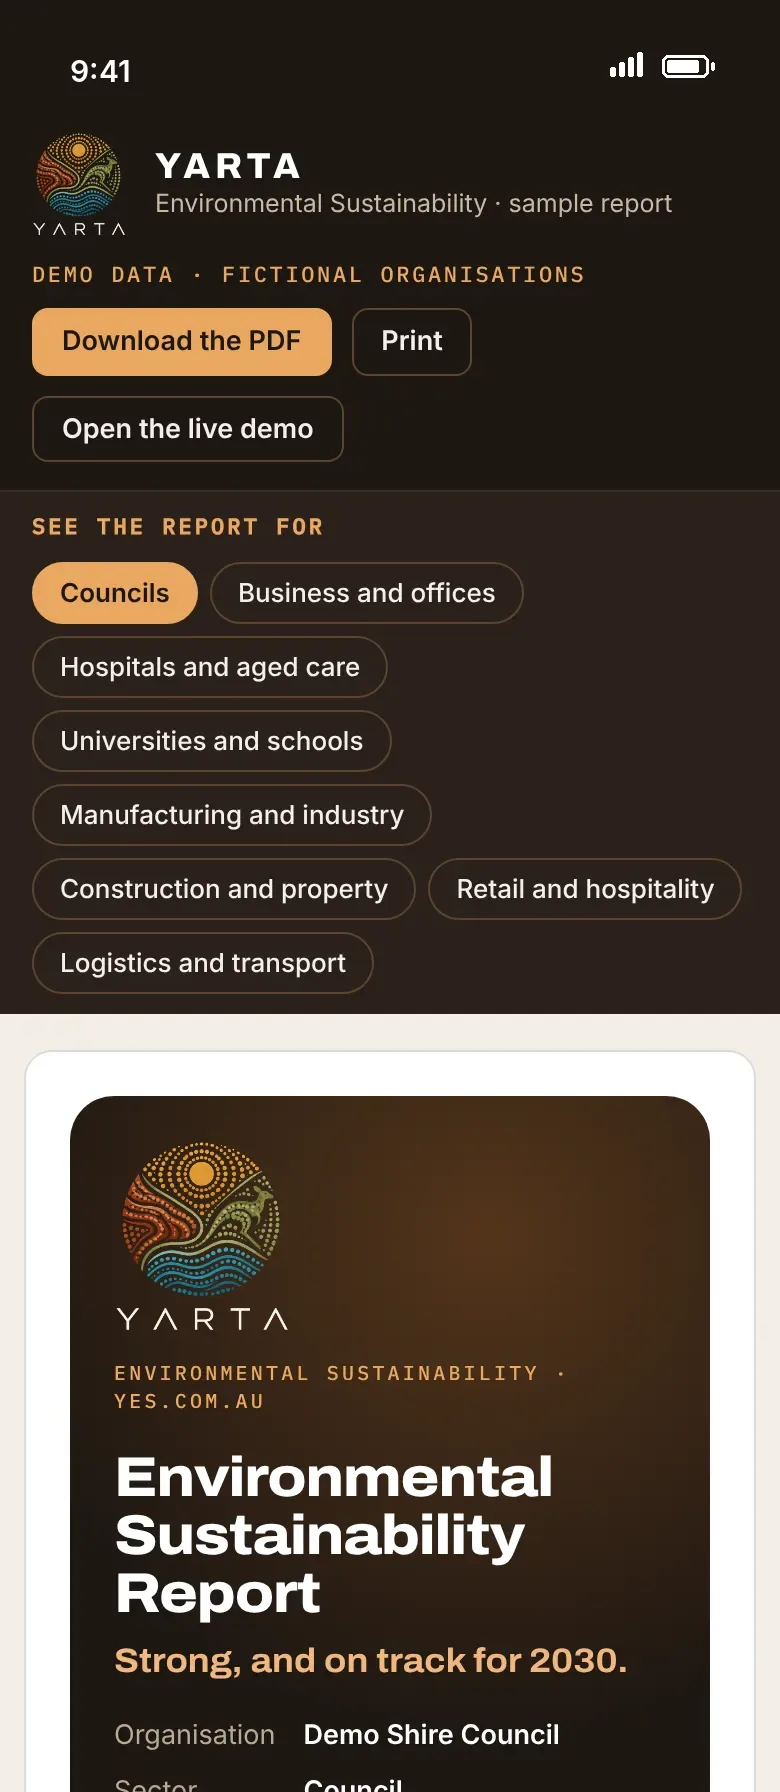 9:41
YARTA
YARTA
Environmental Sustainability · sample report
DEMO DATA · FICTIONAL ORGANISATIONS
Download the PDF
Print
Open the live demo
SEE THE REPORT FOR
Councils
Business and offices
Hospitals and aged care
Universities and schools
Manufacturing and industry
Construction and property
Retail and hospitality
Logistics and transport
YARTA
ENVIRONMENTAL SUSTAINABILITY ·
YES.COM.AU
Environmental
Sustainability
Report
Strong, and on track for 2030.
Organisation Demo Shire Council
Sector Council